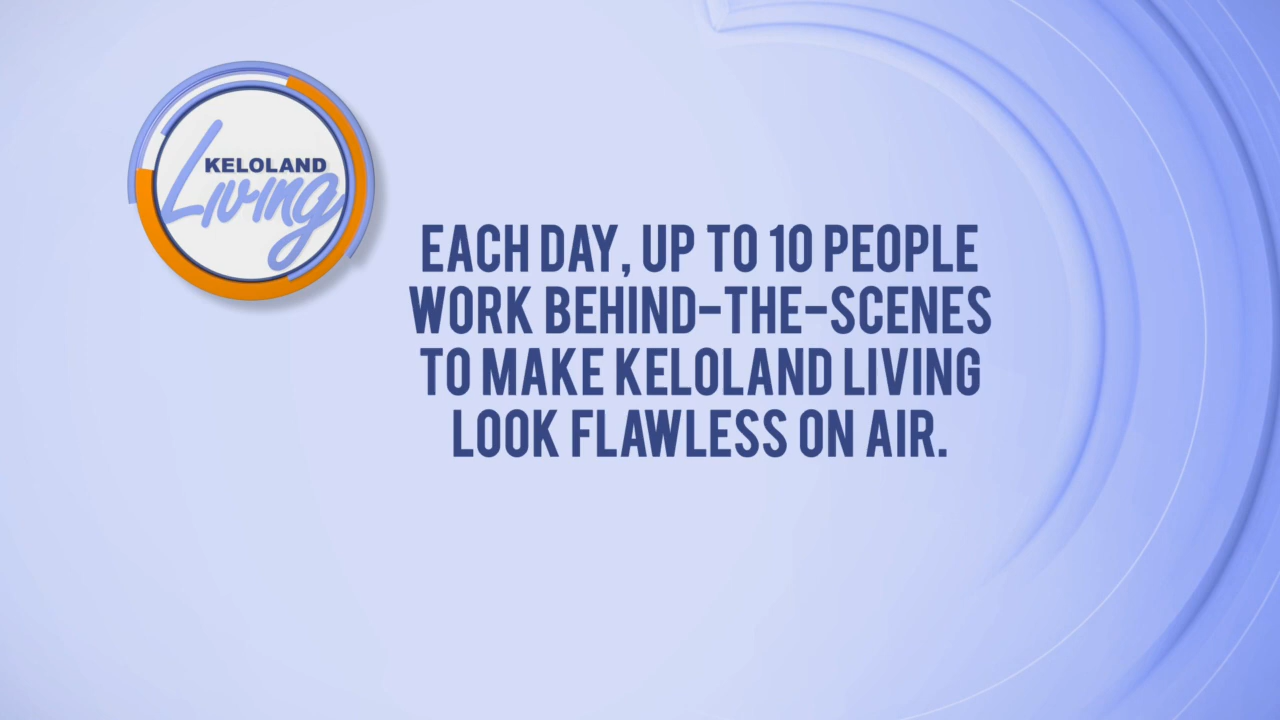 KELOLAND
Living
EACH DAY, UP TO 10 PEOPLE
WORK BEHIND-THE-SCENES
TO MAKE KELOLAND LIVING
LOOK FLAWLESS ON AIR.